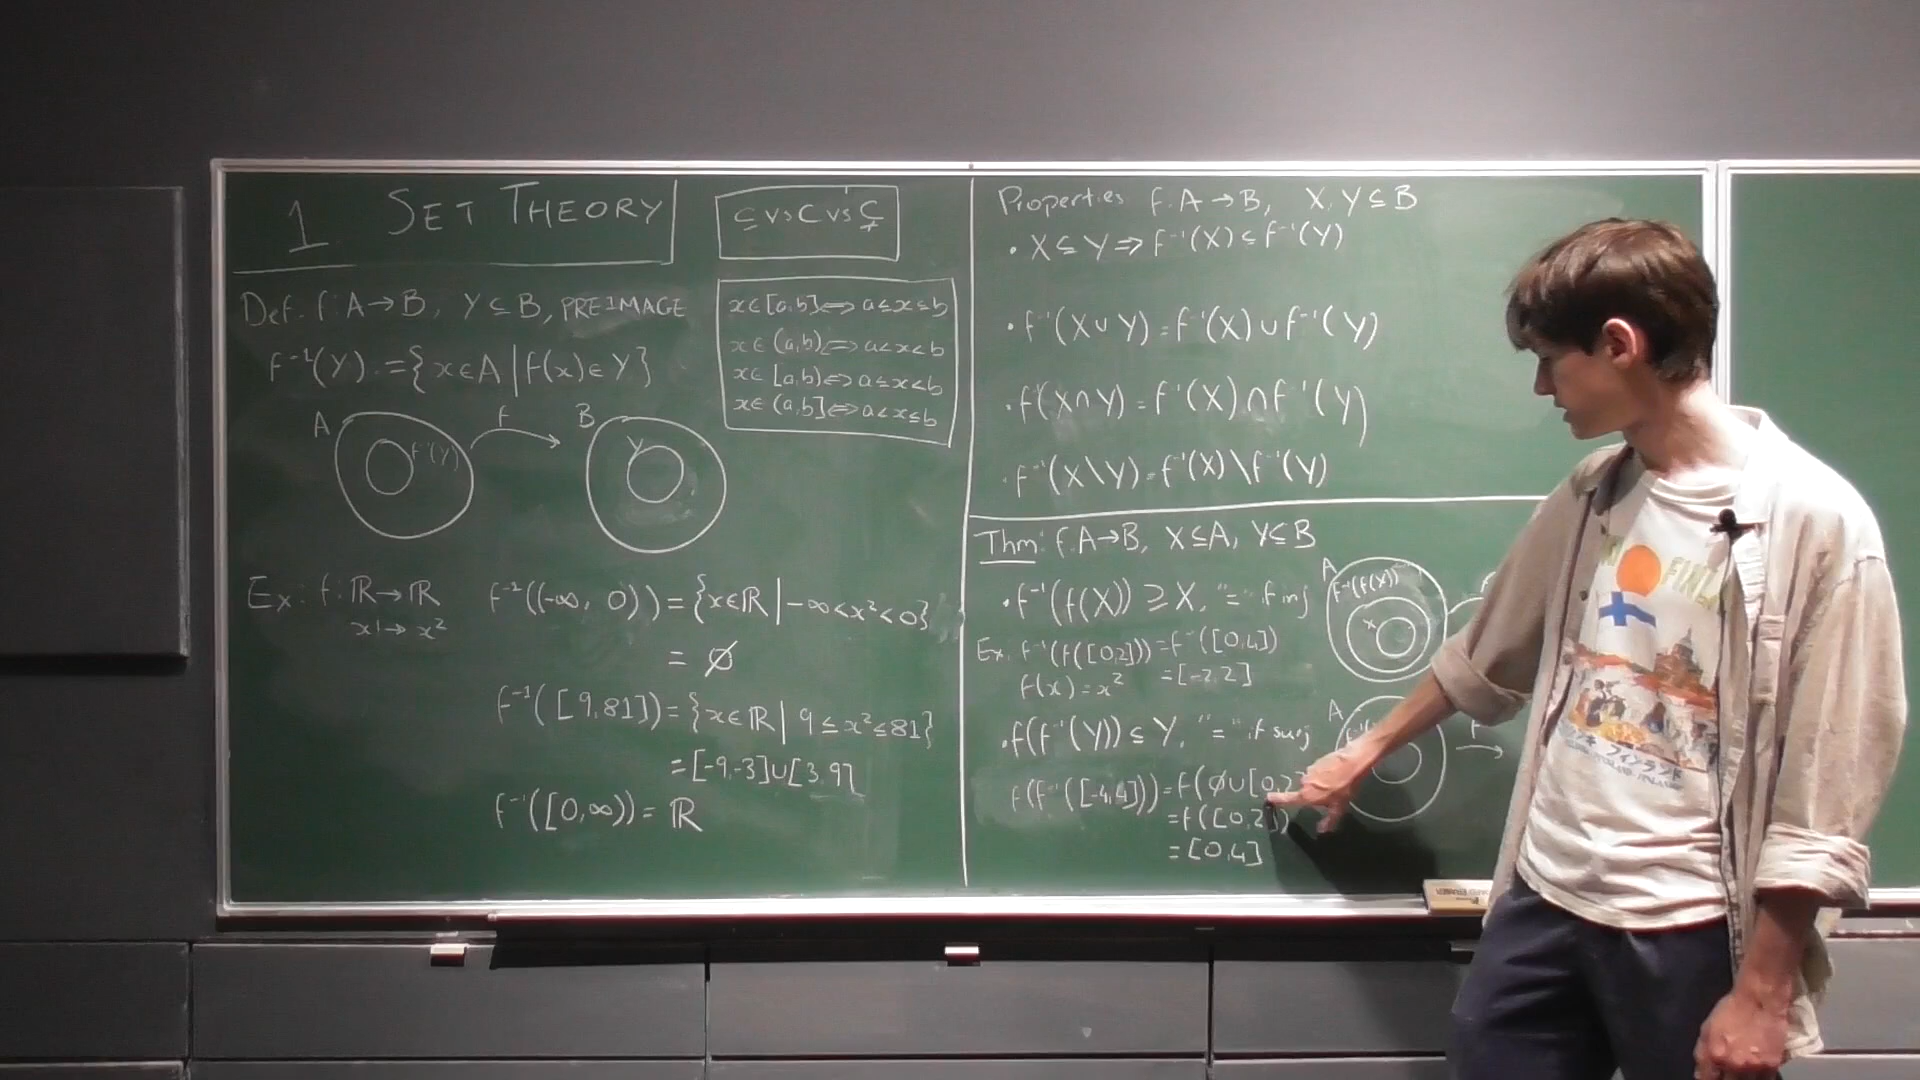 1 SET THEORY
⊆ vs ⊂ vs ⊊
Def. f: A→B, Y⊆B, PREIMAGE
f⁻¹(Y) = {x∈A | f(x)∈Y}
x∈[a,b]⟺a≤x≤b
x∈(a,b)⟺a<x<b
x∈[a,b)⟺a≤x<b
x∈(a,b]⟺a<x≤b
A f⁻¹(Y) f B Y
Ex: f: ℝ→ℝ
x↦x²
f⁻¹((-∞, 0)) = {x∈ℝ | -∞<x²<0}
= ∅
f⁻¹([9,81]) = {x∈ℝ | 9≤x²≤81}
= [-9,-3]∪[3,9]
f⁻¹([0,∞)) = ℝ
Properties f: A→B, X,Y⊆B
• X⊆Y ⇒ f⁻¹(X)⊆f⁻¹(Y)
• f⁻¹(X∪Y) = f⁻¹(X)∪f⁻¹(Y)
• f⁻¹(X∩Y) = f⁻¹(X)∩f⁻¹(Y)
• f⁻¹(X\Y) = f⁻¹(X)\f⁻¹(Y)
Thm: f: A→B, X⊆A, Y⊆B
• f⁻¹(f(X)) ⊇ X, "=" if inj
A f⁻¹(f(X)) x
Ex: f⁻¹(f([0,2])) = f⁻¹([0,4])
f(x) = x² = [-2,2]
• f(f⁻¹(Y)) ⊆ Y, "=" if surj
A f
f(f⁻¹([-4,4])) = f(∅∪[0,2
= f([0,2])
= [0,4]